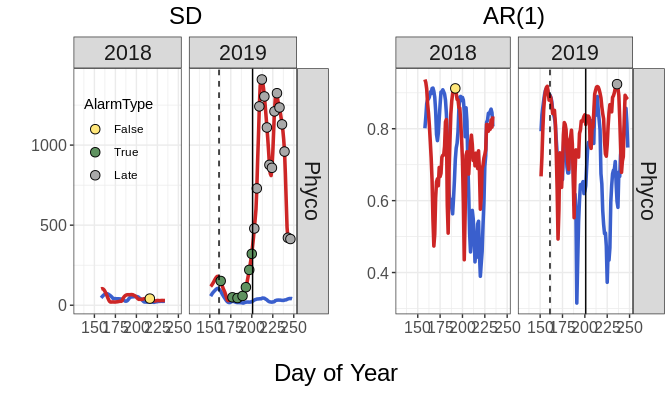 SD
AR(1)
2018
2019
2018
2019
AlarmType
False
True
Late
1000
500
0
0.8
0.6
0.4
Phyco
Phyco
150 175 200 225 250
150 175 200 225 250
150 175 200 225 250
150 175 200 225 250
Day of Year